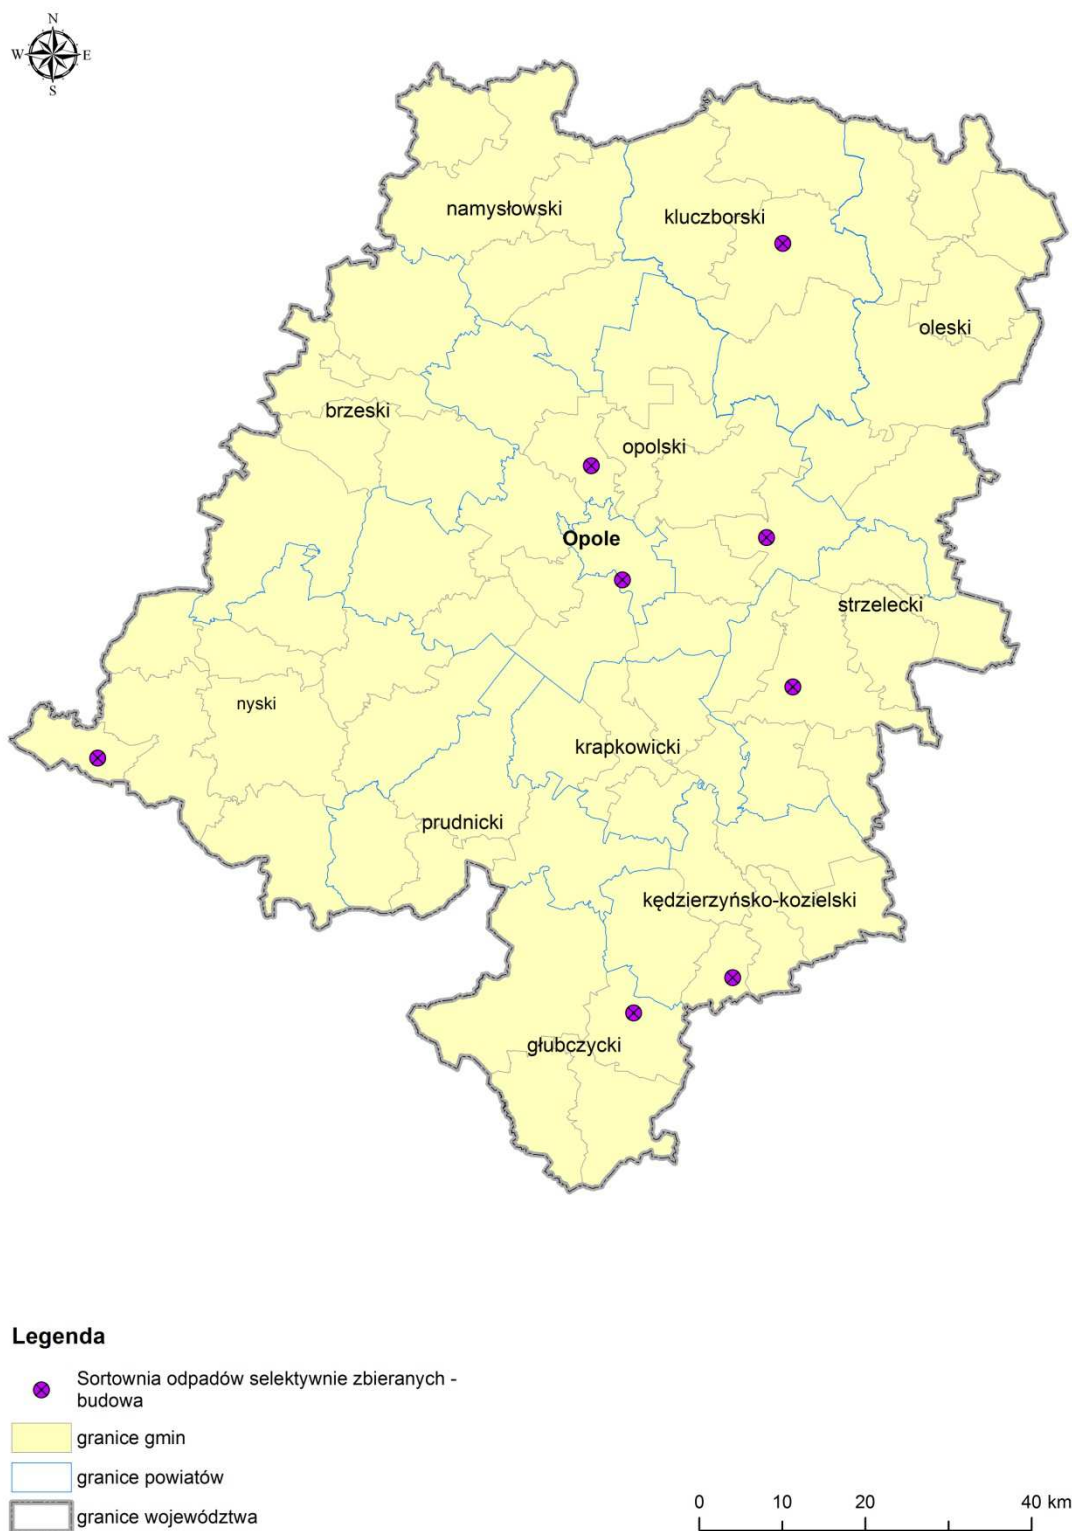 N
W E
S
namysłowski
kluczborski
oleski
brzeski
opolski
Opole
strzelecki
nyski
krapkowicki
prudnicki
kędzierzyńsko-kozielski
głubczycki
Legenda
Sortownia odpadów selektywnie zbieranych -
budowa
granice gmin
granice powiatów
granice województwa
0 10 20 40 km